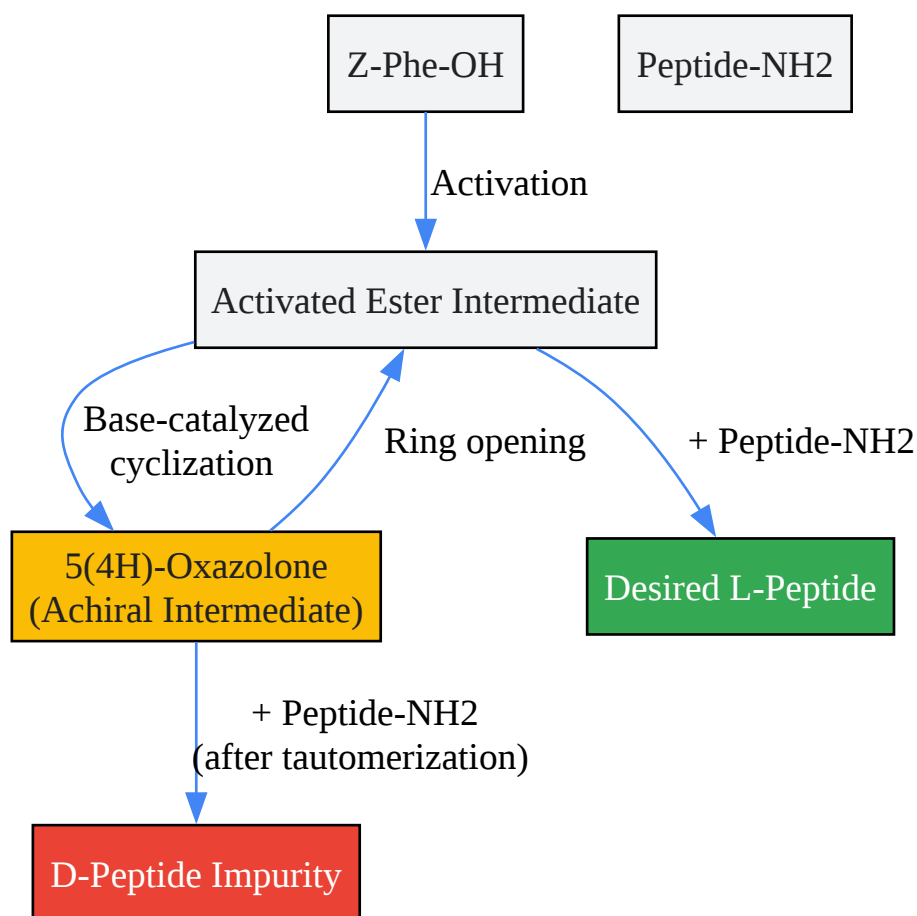 Z-Phe-OH
Peptide-NH2
Activation
Activated Ester Intermediate
Base-catalyzed
cyclization
Ring opening
+ Peptide-NH2
5(4H)-Oxazolone
(Achiral Intermediate)
Desired L-Peptide
+ Peptide-NH2
(after tautomerization)
D-Peptide Impurity